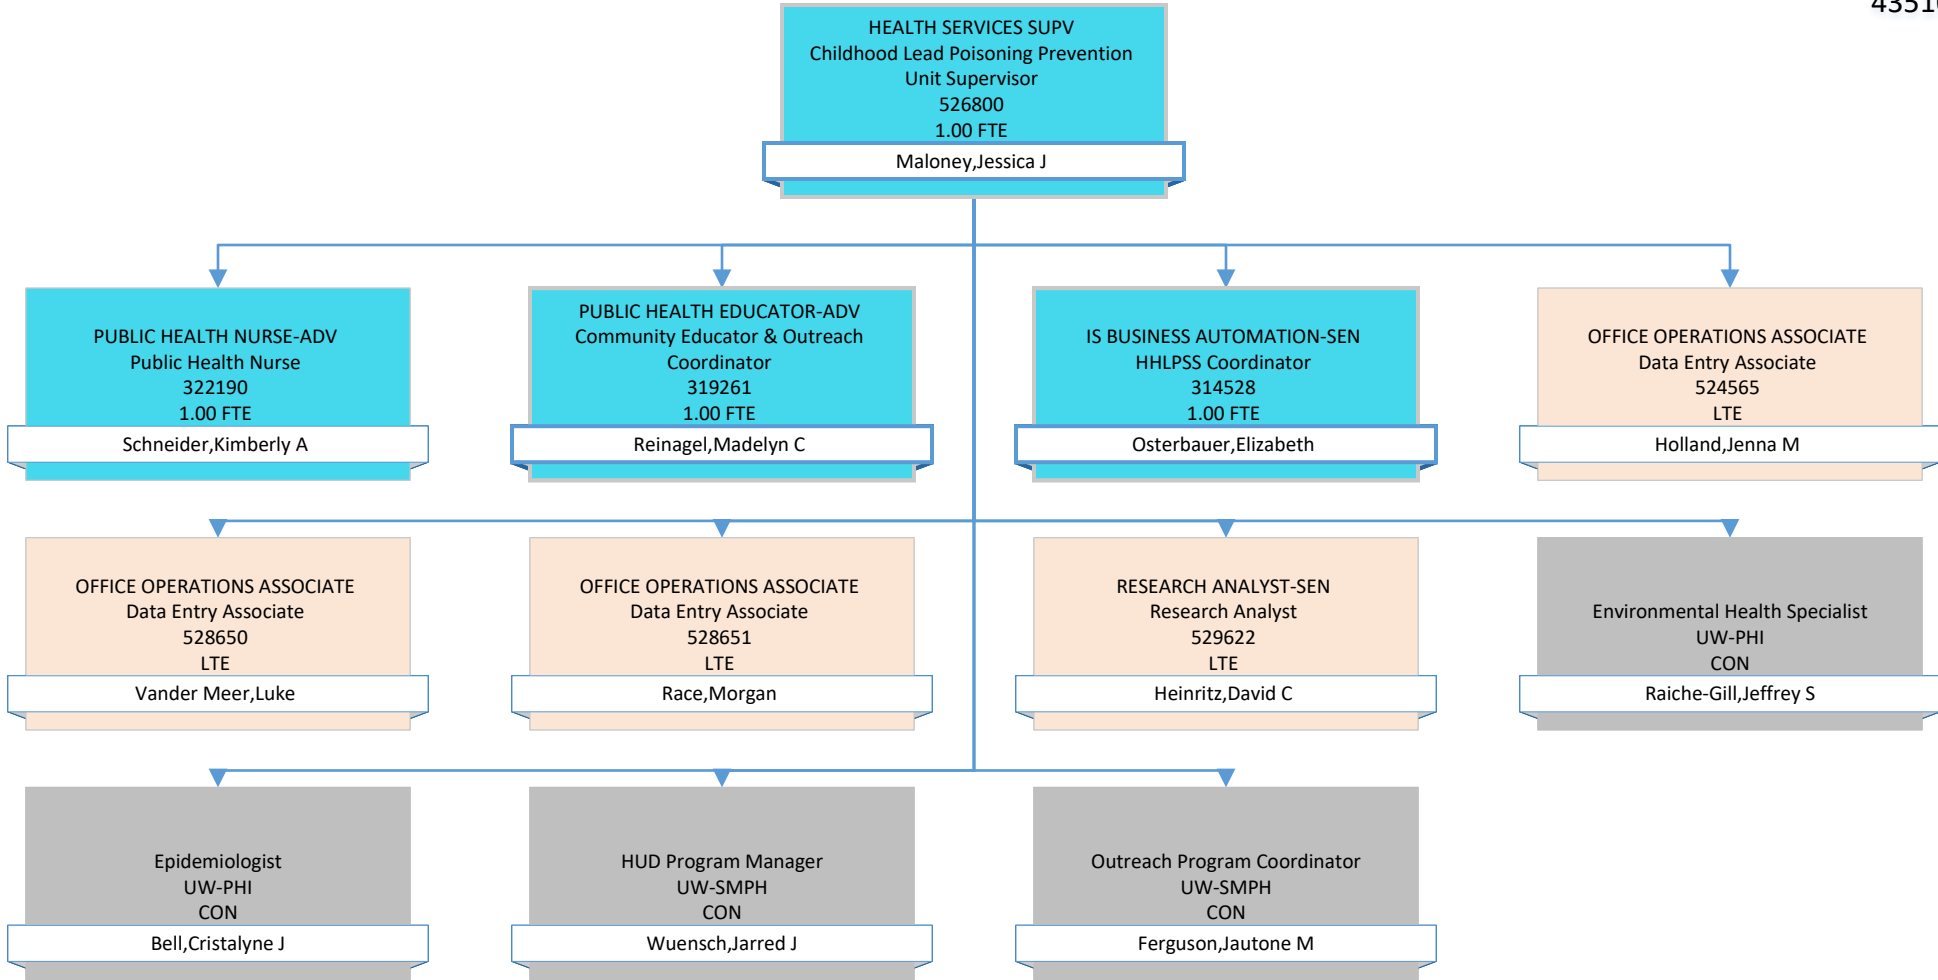 HEALTH SERVICES SUPV
Childhood Lead Poisoning Prevention
Unit Supervisor
526800
1.00 FTE
Maloney,Jessica J
PUBLIC HEALTH NURSE-ADV
Public Health Nurse
322190
1.00 FTE
Schneider,Kimberly A
PUBLIC HEALTH EDUCATOR-ADV
Community Educator & Outreach
Coordinator
319261
1.00 FTE
Reinagel,Madelyn C
IS BUSINESS AUTOMATION-SEN
HHLPSS Coordinator
314528
1.00 FTE
Osterbauer,Elizabeth
OFFICE OPERATIONS ASSOCIATE
Data Entry Associate
524565
LTE
Holland,Jenna M
OFFICE OPERATIONS ASSOCIATE
Data Entry Associate
528650
LTE
Vander Meer,Luke
OFFICE OPERATIONS ASSOCIATE
Data Entry Associate
528651
LTE
Race,Morgan
RESEARCH ANALYST-SEN
Research Analyst
529622
LTE
Heinritz,David C
Environmental Health Specialist
UW-PHI
CON
Raiche-Gill,Jeffrey S
Epidemiologist
UW-PHI
CON
Bell,Cristalyne J
HUD Program Manager
UW-SMPH
CON
Wuensch,Jarred J
Outreach Program Coordinator
UW-SMPH
CON
Ferguson,Jautone M